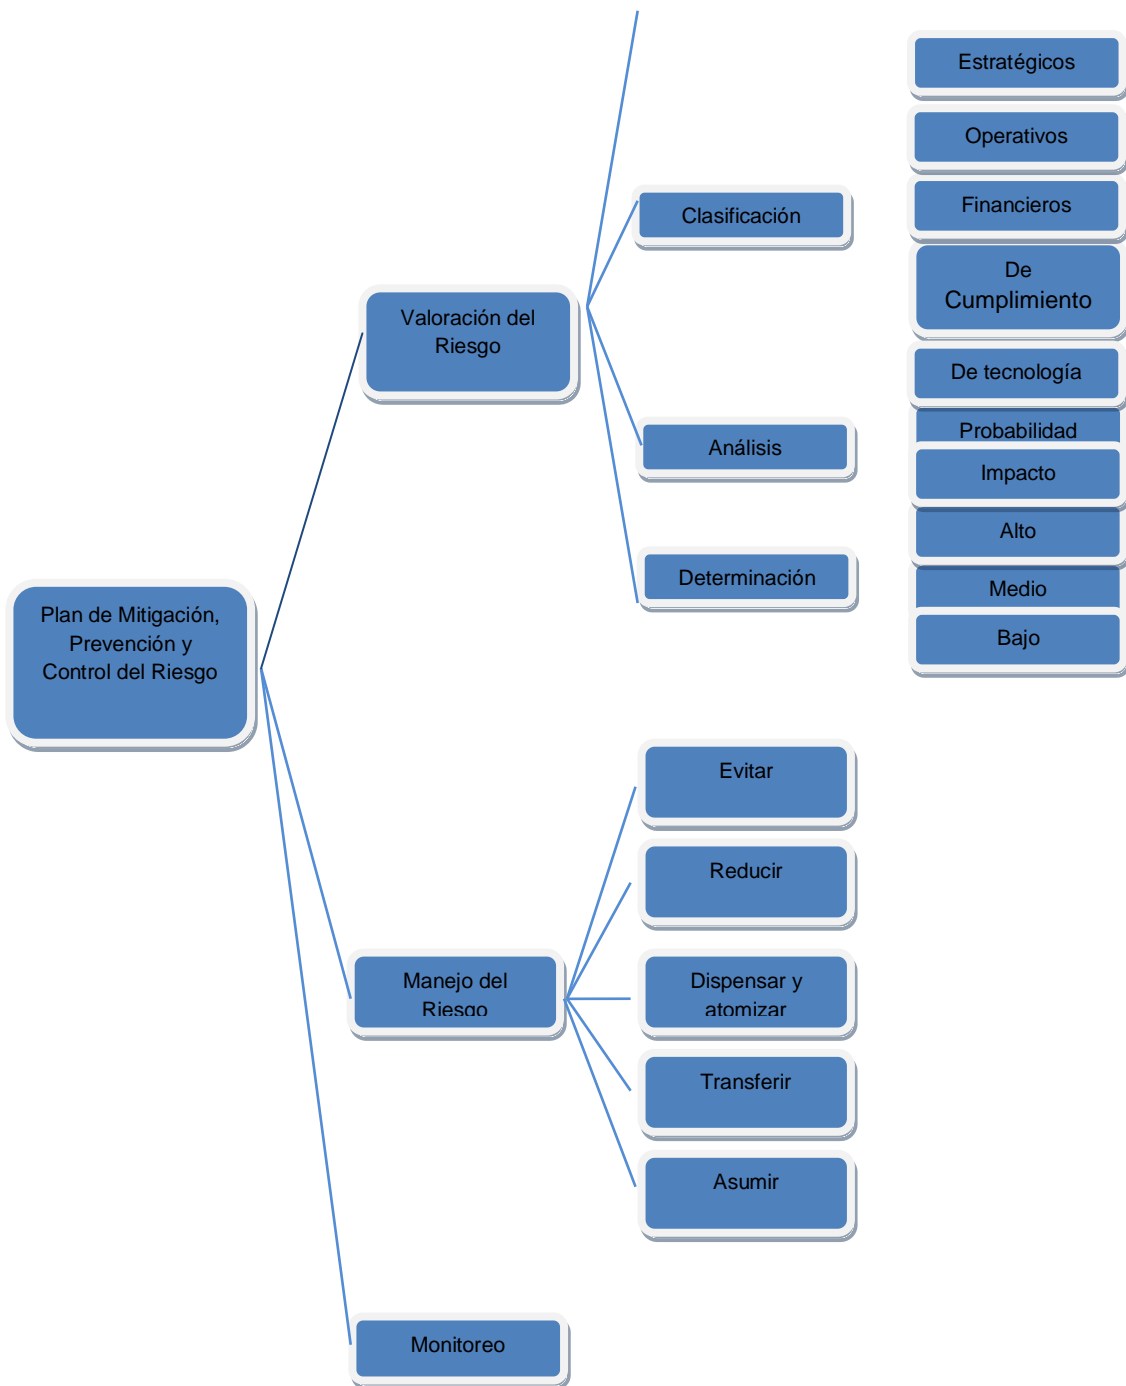 Estratégicos
Operativos
Clasificación
Financieros
De
Cumplimiento
Valoración del
Riesgo
De tecnología
Probabilidad
Análisis
Impacto
Alto
Determinación
Medio
Bajo
Plan de Mitigación,
Prevención y
Control del Riesgo
Evitar
Reducir
Manejo del
Riesgo
Dispensar y
atomizar
Transferir
Asumir
Monitoreo